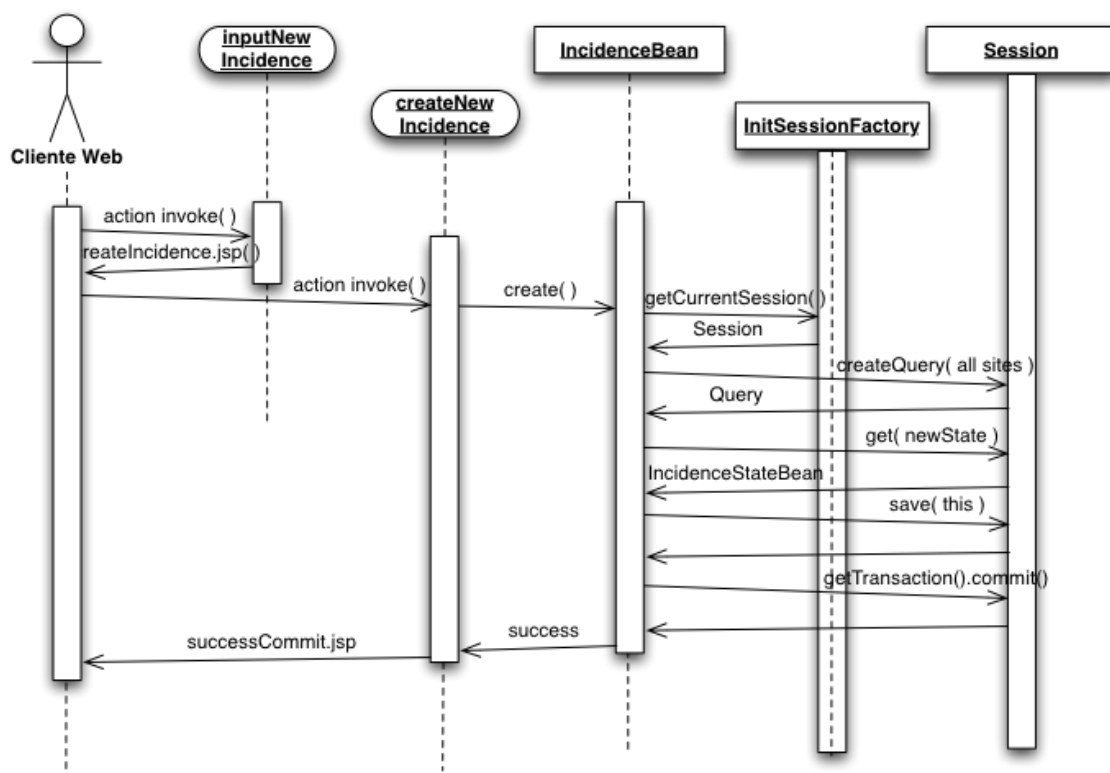 inputNew
Incidence
IncidenceBean
Session
createNew
Incidence
InitSessionFactory
Cliente Web
action invoke( )
reateIncidence.jsp( )
action invoke( )
create( )
getCurrentSession( )
Session
createQuery( all sites )
Query
get( newState )
IncidenceStateBean
save( this )
getTransaction().commit()
success
successCommit.jsp